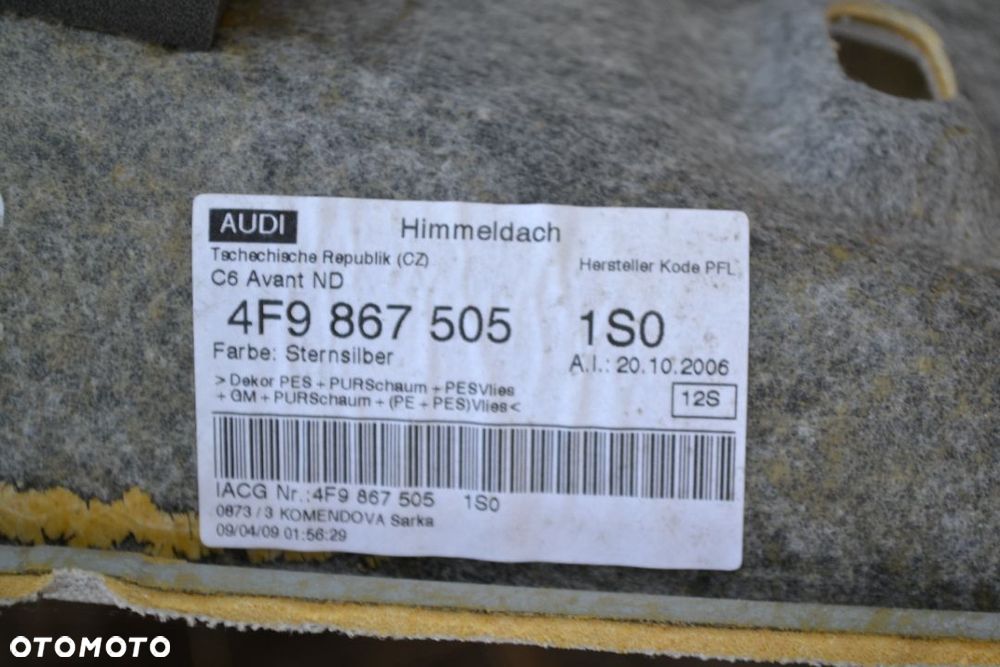 AUDI Himmeldach
Tschechische Republik (CZ) Hersteller Kode PFL
C6 Avant ND
4F9 867 505 1S0
Farbe: Sternsilber A.I.: 20.10.2006
> Dekor PES + PURSchaum + PESVlies
+ GM + PURSchaum + (PE + PES)Vlies <
12S
IACG Nr.:4F9 867 505 1S0
0873 / 3 KOMENDOVA Sarka
09/04/09 01:56:29
OTOMOTO